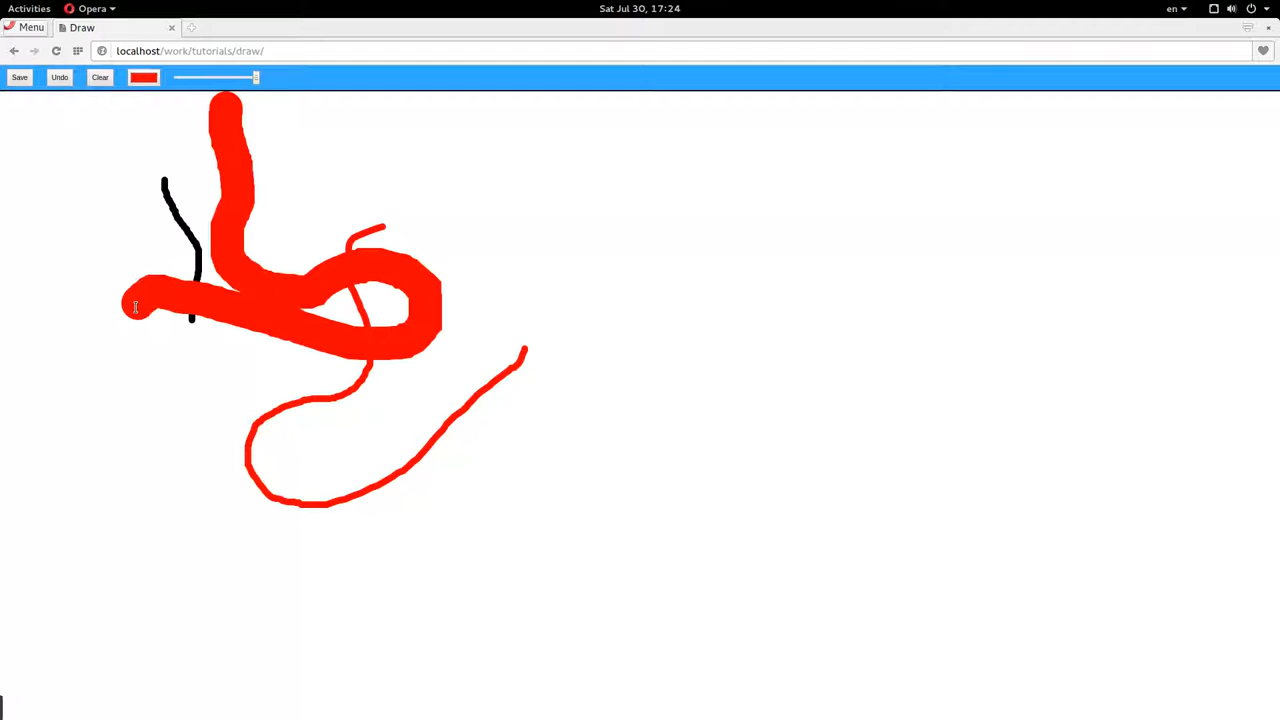 Activities Opera Sat Jul 30, 17:24 en
Menu Draw
localhost/work/tutorials/draw/
Save Undo Clear